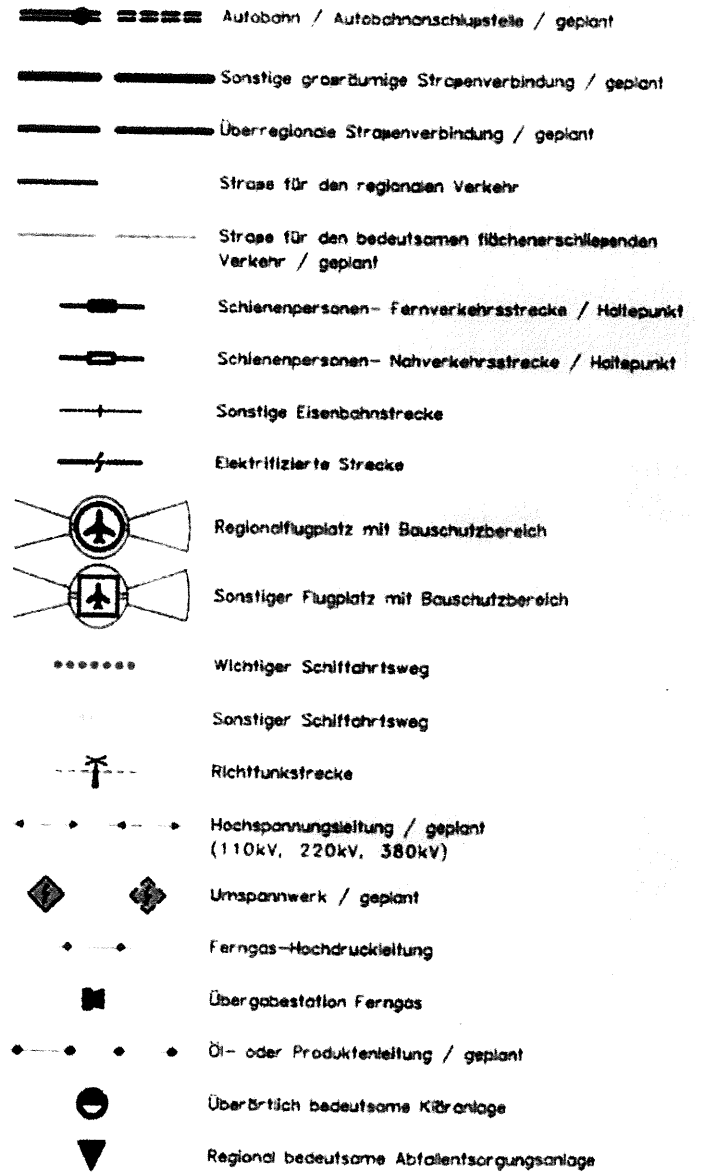 Autobahn / Autobahnanschlußstelle / geplant
Sonstige großräumige Straßenverbindung / geplant
Überregionale Straßenverbindung / geplant
Straße für den regionalen Verkehr
Straße für den bedeutsamen flächenerschließenden
Verkehr / geplant
Schienenpersonen- Fernverkehrsstrecke / Haltepunkt
Schienenpersonen- Nahverkehrsstrecke / Haltepunkt
Sonstige Eisenbahnstrecke
Elektrifizierte Strecke
Regionalflugplatz mit Bauschutzbereich
Sonstiger Flugplatz mit Bauschutzbereich
Wichtiger Schiffahrtsweg
Sonstiger Schiffahrtsweg
Richtfunkstrecke
Hochspannungsleitung / geplant
(110kV, 220kV, 380kV)
Umspannwerk / geplant
Ferngas-Hochdruckleitung
Übergabestation Ferngas
Öl- oder Produktenleitung / geplant
Überörtlich bedeutsame Kläranlage
Regional bedeutsame Abfallentsorgungsanlage